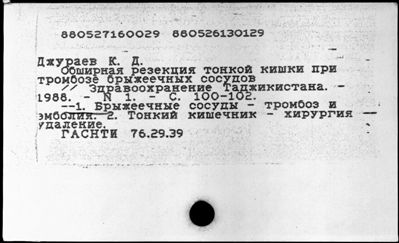 880527160029 880526130129
Джураев К. Д.
Обширная резекция тонкой кишки при
тромбозе брыжеечных сосудов
// Здравоохранение Таджикистана. -
1988. - N 1. - С. 100-102.
--1. Брыжеечные сосуды - тромбоз и
эмболия. 2. Тонкий кишечник - хирургия -
удаление.
ГАСНТИ 76.29.39